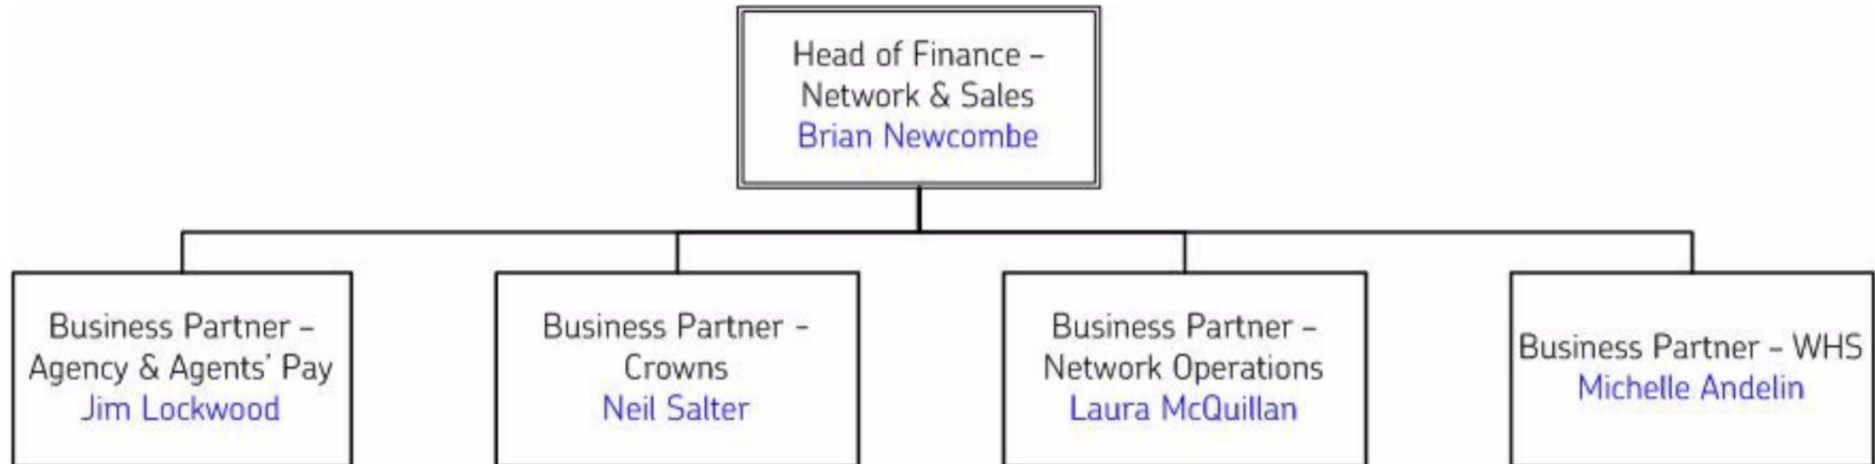 Head of Finance –
Network & Sales
Brian Newcombe
Business Partner –
Agency & Agents' Pay
Jim Lockwood
Business Partner -
Crowns
Neil Salter
Business Partner –
Network Operations
Laura McQuillan
Business Partner – WHS
Michelle Andelin